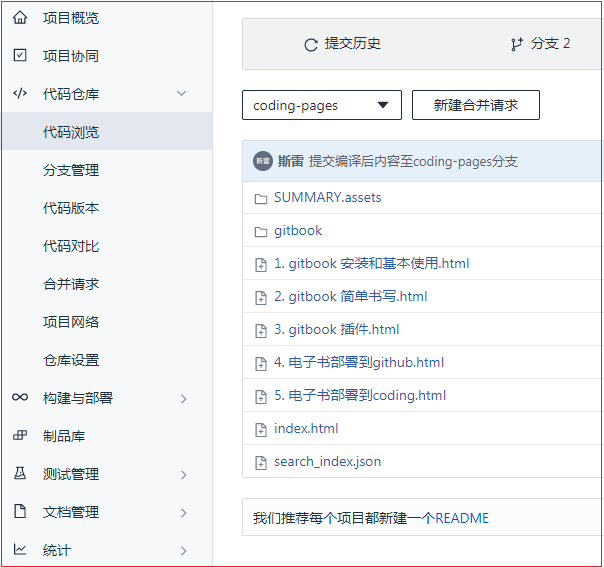 项目概览
项目协同
代码仓库
代码浏览
分支管理
代码版本
代码对比
合并请求
项目网络
仓库设置
构建与部署
制品库
测试管理
文档管理
统计
提交历史
分支 2
coding-pages
新建合并请求
斯雷 斯雷 提交编译后内容至coding-pages分支
SUMMARY.assets
gitbook
1. gitbook 安装和基本使用.html
2. gitbook 简单书写.html
3. gitbook 插件.html
4. 电子书部署到github.html
5. 电子书部署到coding.html
index.html
search_index.json
我们推荐每个项目都新建一个README